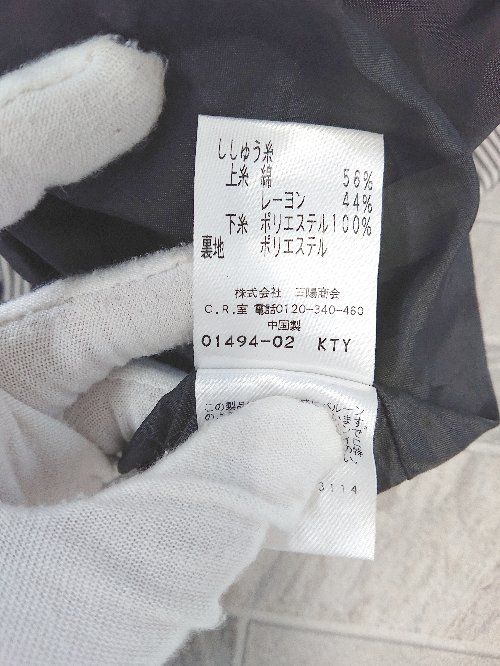 ししゅう糸
上糸 綿 56%
レーヨン 44%
下糸 ポリエステル100%
裏地 ポリエステル
株式会社 三陽商会
C.R.室 電話0120-340-460
中国製
01494-02 KTY
この製品
3114